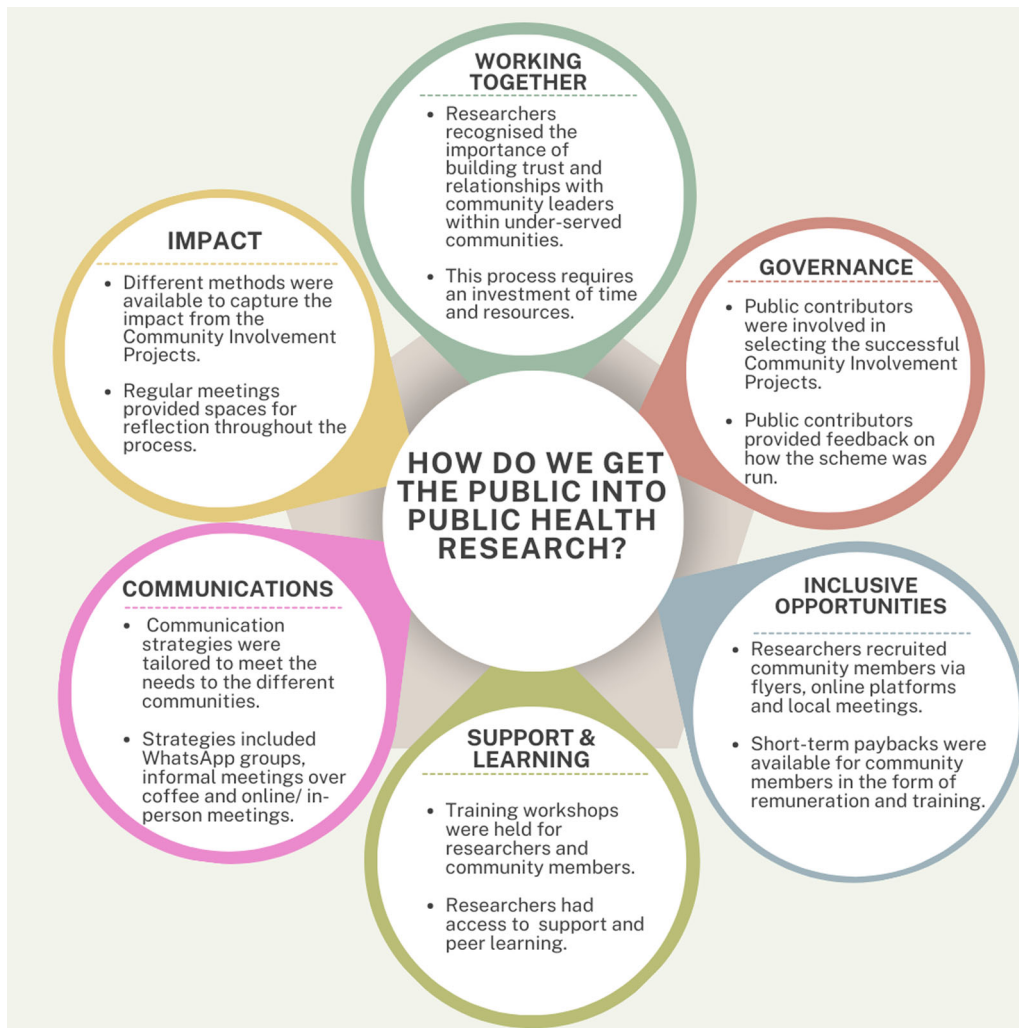 WORKING
TOGETHER
• Researchers
recognised the
importance of
building trust and
relationships with
community leaders
within under-served
communities.
• This process requires
an investment of time
and resources.
GOVERNANCE
• Public contributors
were involved in
selecting the successful
Community Involvement
Projects.
• Public contributors
provided feedback on
how the scheme was
run.
INCLUSIVE
OPPORTUNITIES
• Researchers recruited
community members via
flyers, online platforms
and local meetings.
• Short-term paybacks were
available for community
members in the form of
remuneration and training.
SUPPORT &
LEARNING
• Training workshops
were held for
researchers and
community members.
• Researchers had
access to support and
peer learning.
COMMUNICATIONS
• Communication
strategies were
tailored to meet the
needs to the different
communities.
• Strategies included
WhatsApp groups,
informal meetings over
coffee and online/ in-
person meetings.
IMPACT
• Different methods were
available to capture the
impact from the
Community Involvement
Projects.
• Regular meetings
provided spaces for
reflection throughout the
process.
HOW DO WE GET
THE PUBLIC INTO
PUBLIC HEALTH
RESEARCH?